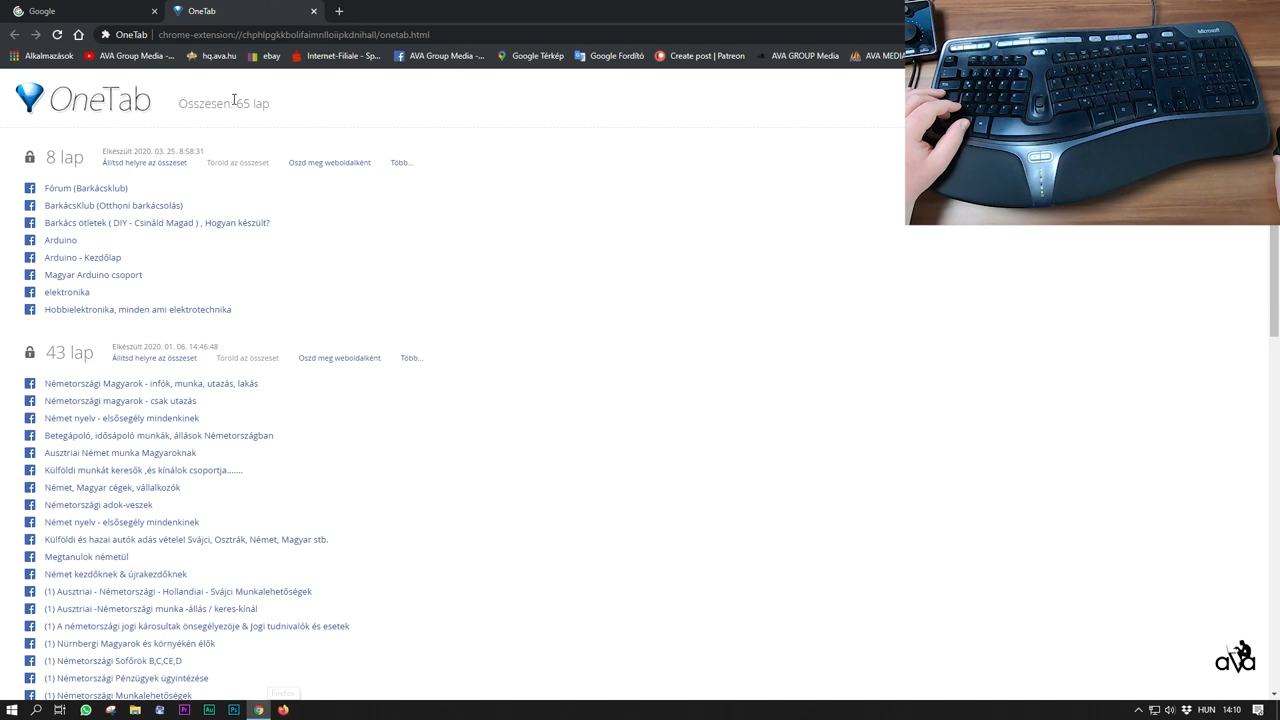 Google
OneTab
OneTab
chrome-extension://chphlpgkkbolifaimnlloiipkdnihall/onetab.html
Alkalmazások
AVA Group Media -...
hq.ava.hu
ebay
Internet-Filiale - Sp...
AVA Group Media -...
Google Térkép
Google Fordító
Create post | Patreon
AVA GROUP Media
AVA MEDI
Microsoft
OneTab
Összesen: 65 lap
8 lap
Elkészült 2020. 03. 25. 8:58:31
Állítsd helyre az összeset
Töröld az összeset
Oszd meg weboldalként
Több...
Fórum (Barkácsklub)
BarkácsKlub (Otthoni barkácsolás)
Barkács ötletek ( DIY - Csináld Magad ) , Hogyan készült?
Arduino
Arduino - Kezdőlap
Magyar Arduino csoport
elektronika
Hobbielektronika, minden ami elektrotechnika
43 lap
Elkészült 2020. 01. 06. 14:46:48
Állítsd helyre az összeset
Töröld az összeset
Oszd meg weboldalként
Több...
Németországi Magyarok - infók, munka, utazás, lakás
Németországi magyarok - csak utazás
Német nyelv - elsősegély mindenkinek
Betegápoló, idősápoló munkák, állások Németországban
Ausztriai Német munka Magyaroknak
Külföldi munkát keresők ,és kínálok csoportja.......
Német, Magyar cégek, vállalkozók
Németországi adok-veszek
Német nyelv - elsősegély mindenkinek
Külföldi és hazai autók adás vétele! Svájci, Osztrák, Német, Magyar stb.
Megtanulok németül
Német kezdőknek & újrakezdőknek
(1) Ausztriai - Németországi - Hollandiai - Svájci Munkalehetőségek
(1) Ausztriai -Németországi munka -állás / keres-kínál
(1) A németországi jogi károsultak önsegélyezöje & Jogi tudnivalók és esetek
(1) Nürnbergi Magyarok és környékén élők
(1) Németországi Sofőrök B,C,CE,D
(1) Németországi Pénzügyek ügyintézése
(1) Németországi Munkalehetőségek
Firefox
ava
HUN
14:10